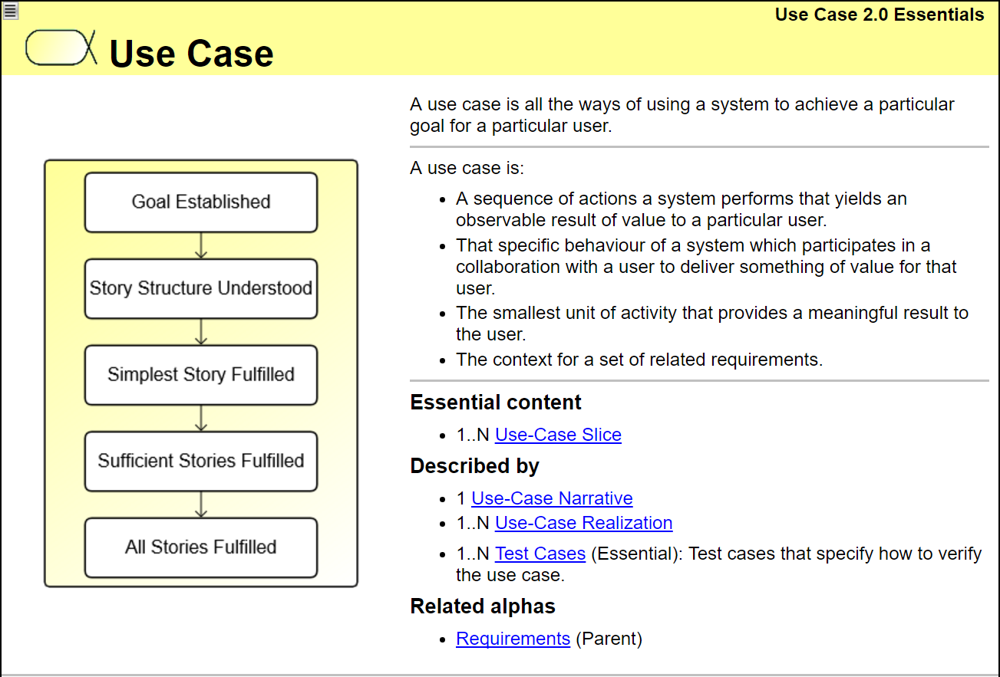 Use Case 2.0 Essentials
Use Case
Goal Established
Story Structure Understood
Simplest Story Fulfilled
Sufficient Stories Fulfilled
All Stories Fulfilled
A use case is all the ways of using a system to achieve a particular
goal for a particular user.
A use case is:
• A sequence of actions a system performs that yields an
observable result of value to a particular user.
• That specific behaviour of a system which participates in a
collaboration with a user to deliver something of value for that
user.
• The smallest unit of activity that provides a meaningful result to
the user.
• The context for a set of related requirements.
Essential content
• 1..N Use-Case Slice
Described by
• 1 Use-Case Narrative
• 1..N Use-Case Realization
• 1..N Test Cases (Essential): Test cases that specify how to verify
the use case.
Related alphas
• Requirements (Parent)